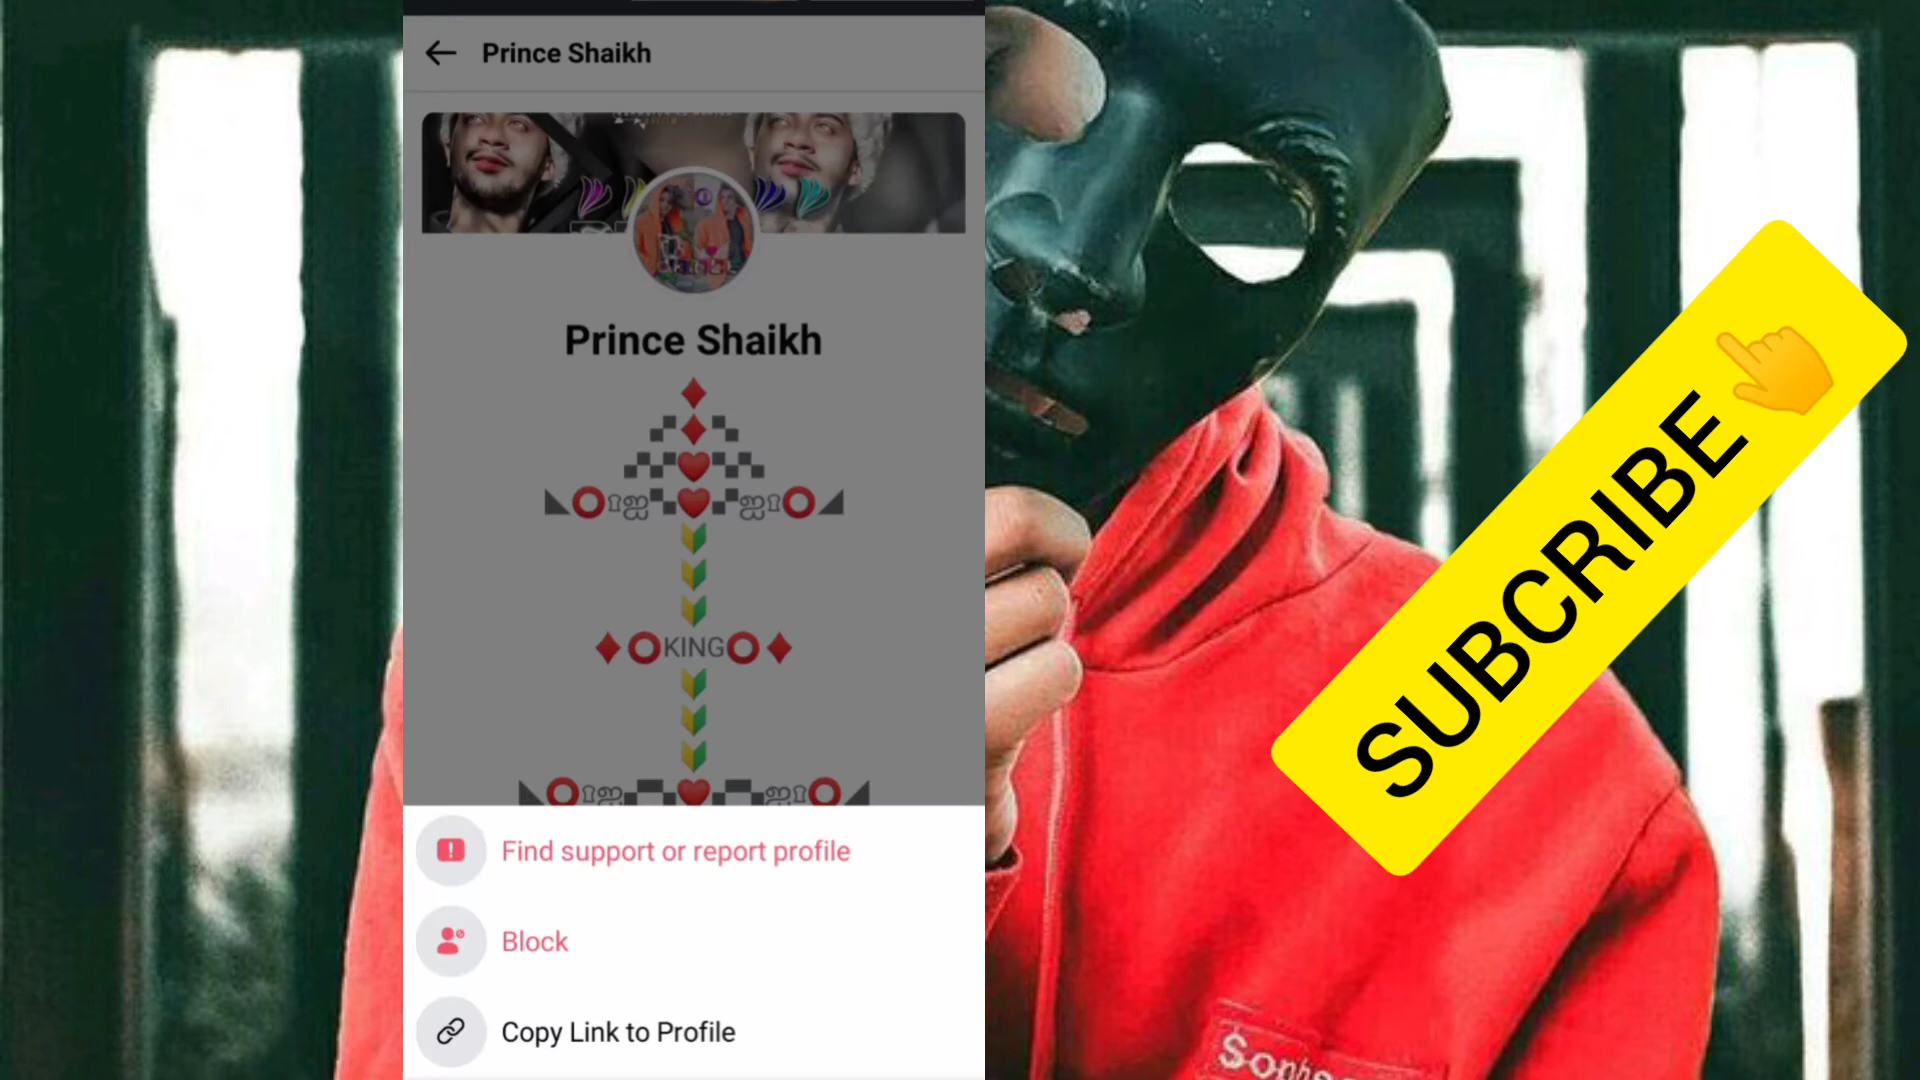 Prince Shaikh
Prince Shaikh
♦️
▞♦️▚
▞▞♥️▚▚
◣⭕️ஜ▚♥️▞ஜ⭕◢
🔰
🔰
🔰
♦️⭕KING⭕♦️
🔰
🔰
🔰
Find support or report profile
Block
Copy Link to Profile
SUBCRIBE 👆